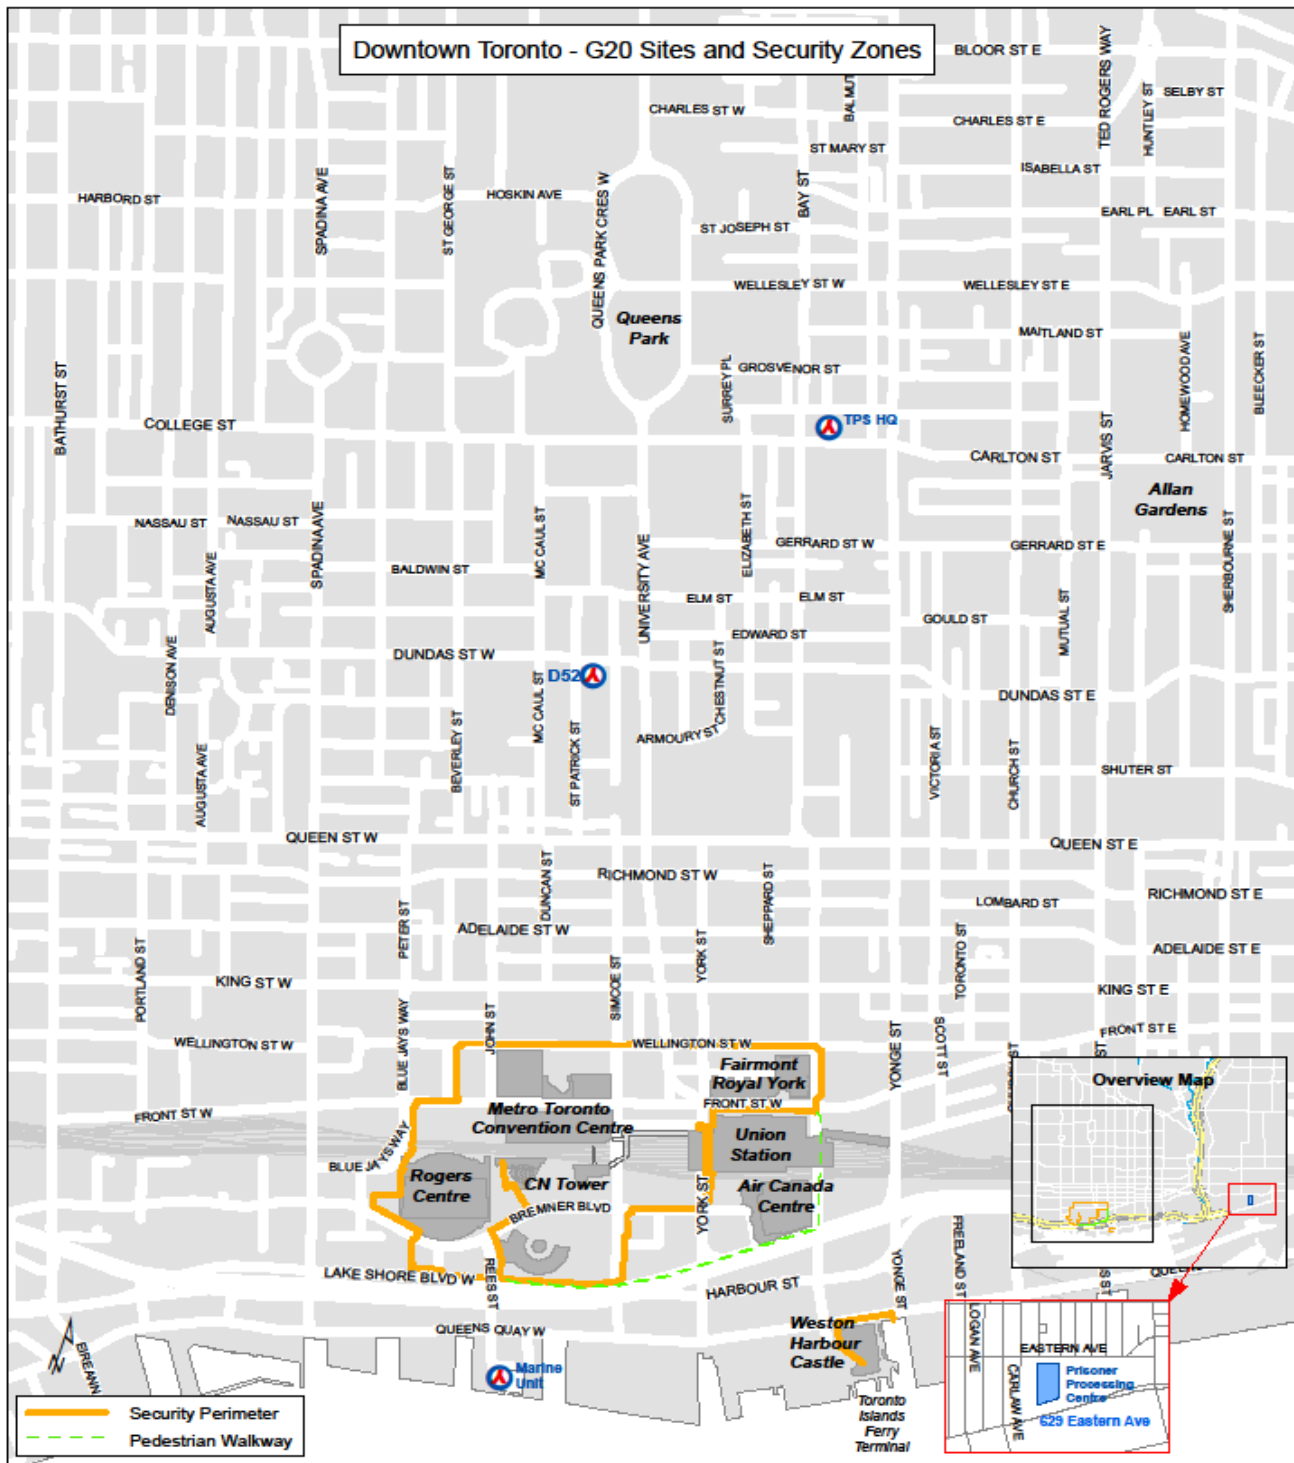 Downtown Toronto - G20 Sites and Security Zones
BLOOR ST E
TED ROGERS WAY
BALMUT
CHARLES ST W
CHARLES ST E
SELBY ST
HUNTLEY ST
ST MARY ST
ISABELLA ST
HARBORD ST
SPADINA AVE
ST GEORGE ST
HOSKIN AVE
QUEENS PARK CRES W
BAY ST
EARL PL
EARL ST
ST JOSEPH ST
WELLESLEY ST W
WELLESLEY ST E
Queens
Park
MAITLAND ST
GROSVENOR ST
SURREY PL
HOMEWOOD AVE
BLEECKER ST
BATHURST ST
COLLEGE ST
TPS HQ
JARVIS ST
CARLTON ST
CARLTON ST
Allan
Gardens
NASSAU ST
NASSAU ST
SPADINA AVE
MC CAUL ST
ELIZABETH ST
UNIVERSITY AVE
GERRARD ST W
GERRARD ST E
SHERBOURNE ST
AUGUSTA AVE
BALDWIN ST
ELM ST
ELM ST
GOULD ST
MUTUAL ST
EDWARD ST
DENISON AVE
DUNDAS ST W
D52
CHESTNUT ST
DUNDAS ST E
MC CAUL ST
ARMOURY ST
BEVERLEY ST
ST PATRICK ST
VICTORIA ST
CHURCH ST
SHUTER ST
AUGUSTA AVE
QUEEN ST W
QUEEN ST E
DUNCAN ST
RICHMOND ST W
SHEPPARD ST
LOMBARD ST
RICHMOND ST E
PETER ST
ADELAIDE ST W
YORK ST
TORONTO ST
ADELAIDE ST E
PORTLAND ST
KING ST W
SIMCOE ST
KING ST E
WELLINGTON ST W
BLUE JAYS WAY
JOHN ST
WELLINGTON ST W
YONGE ST
SCOTT ST
FRONT ST E
ST
Fairmont
Royal York
FRONT ST W
FRONT ST W
Metro Toronto
Convention Centre
Union
Station
BLUE JAYS WAY
Rogers
Centre
CN Tower
BREMNER BLVD
YORK ST
Air Canada
Centre
Overview Map
LAKE SHORE BLVD W
REES ST
HARBOUR ST
YONGE ST
FREELAND ST
S ST
QUEE
QUEENS QUAY W
Weston
Harbour
Castle
EIREANN
Marine
Unit
Toronto
Islands
Ferry
Terminal
LOGAN AVE
EASTERN AVE
CARLAW AVE
Prisoner
Processing
Centre
629 Eastern Ave
Security Perimeter
Pedestrian Walkway